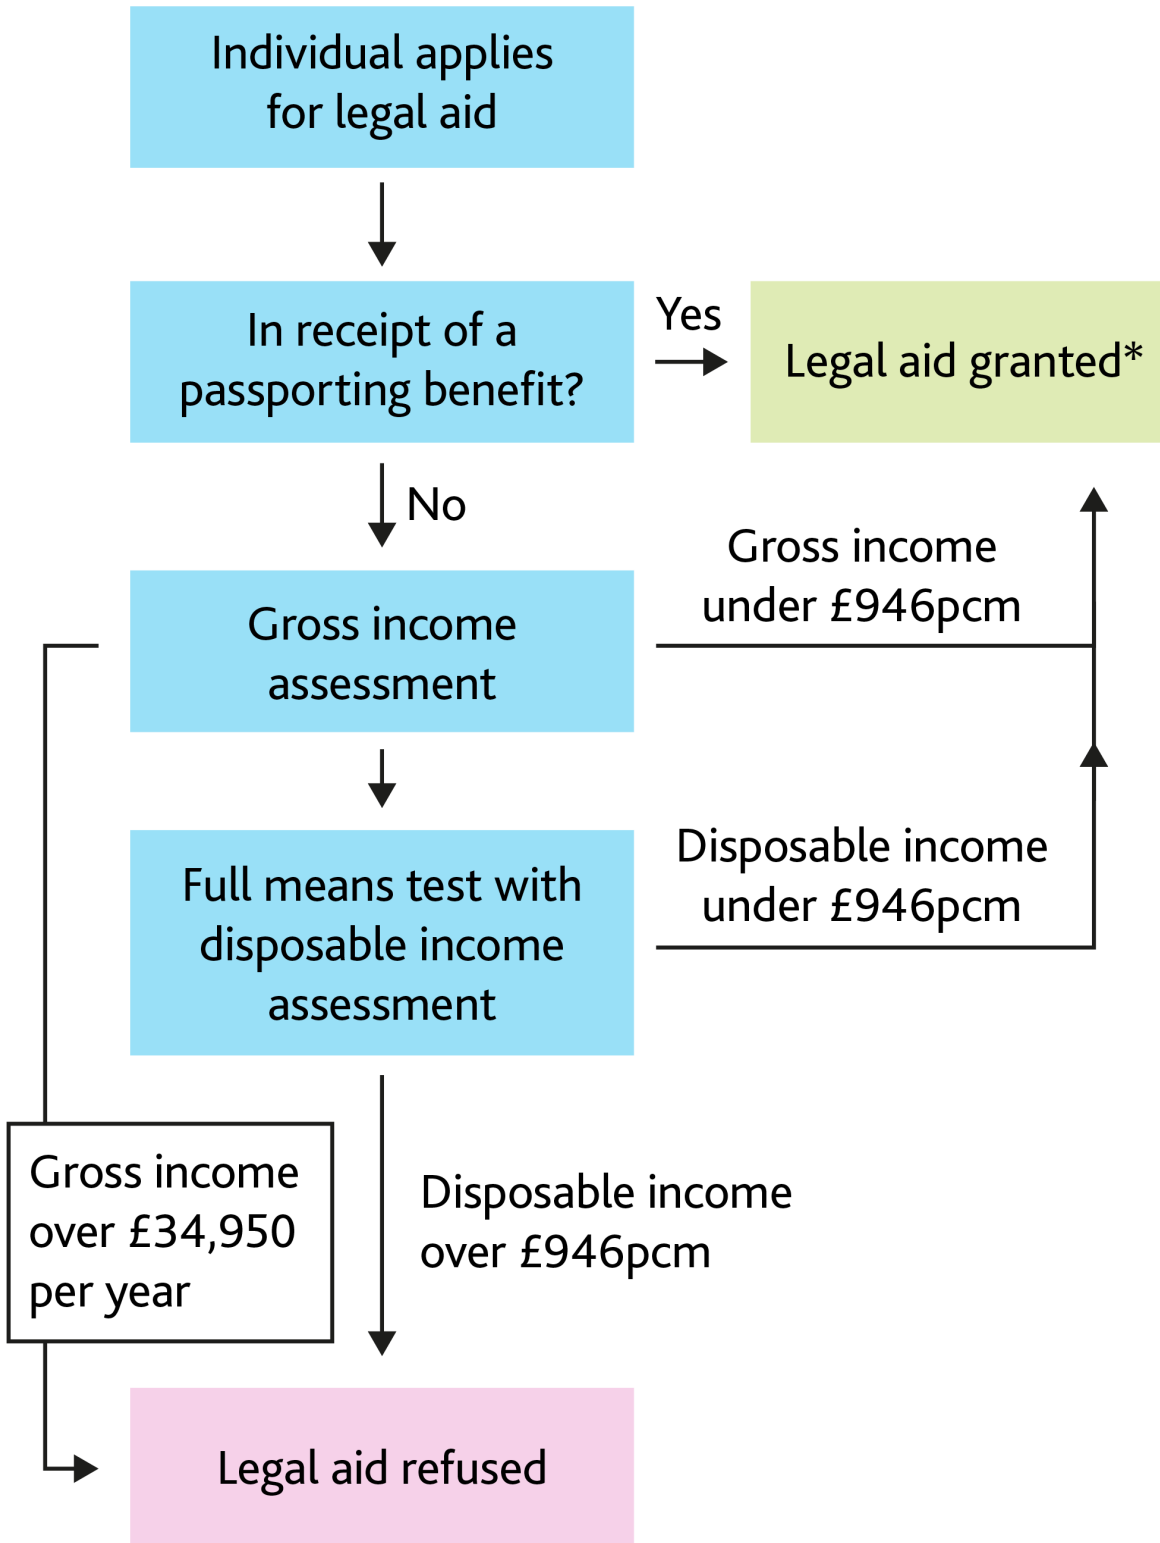 Individual applies
for legal aid
In receipt of a
passporting benefit?
Yes
Legal aid granted*
No
Gross income
assessment
Gross income
under £946pcm
Full means test with
disposable income
assessment
Disposable income
under £946pcm
Gross income
over £34,950
per year
Disposable income
over £946pcm
Legal aid refused